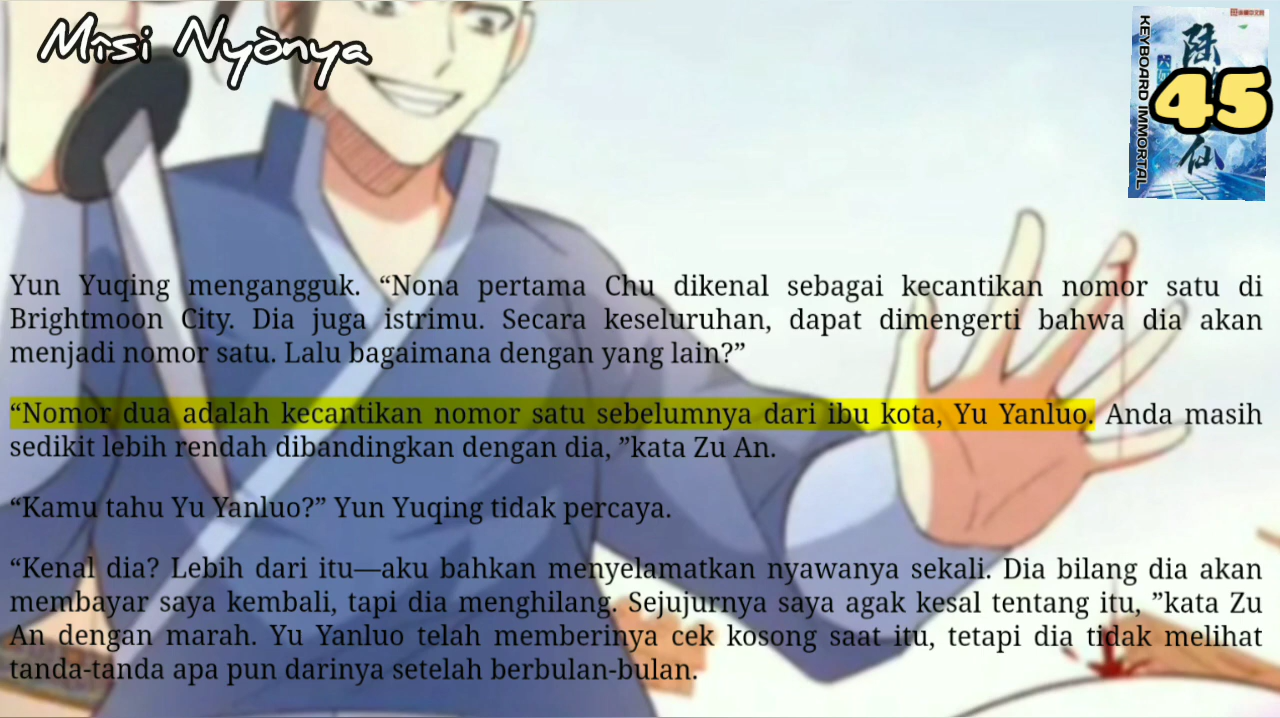 Mîsi Nyònya
KEYBOARD IMMORTAL
45
仙
Yun Yuqing mengangguk. “Nona pertama Chu dikenal sebagai kecantikan nomor satu di
Brightmoon City. Dia juga istrimu. Secara keseluruhan, dapat dimengerti bahwa dia akan
menjadi nomor satu. Lalu bagaimana dengan yang lain?”
“Nomor dua adalah kecantikan nomor satu sebelumnya dari ibu kota, Yu Yanluo. Anda masih
sedikit lebih rendah dibandingkan dengan dia, ”kata Zu An.
“Kamu tahu Yu Yanluo?” Yun Yuqing tidak percaya.
“Kenal dia? Lebih dari itu—aku bahkan menyelamatkan nyawanya sekali. Dia bilang dia akan
membayar saya kembali, tapi dia menghilang. Sejujurnya saya agak kesal tentang itu, ”kata Zu
An dengan marah. Yu Yanluo telah memberinya cek kosong saat itu, tetapi dia tidak melihat
tanda-tanda apa pun darinya setelah berbulan-bulan.